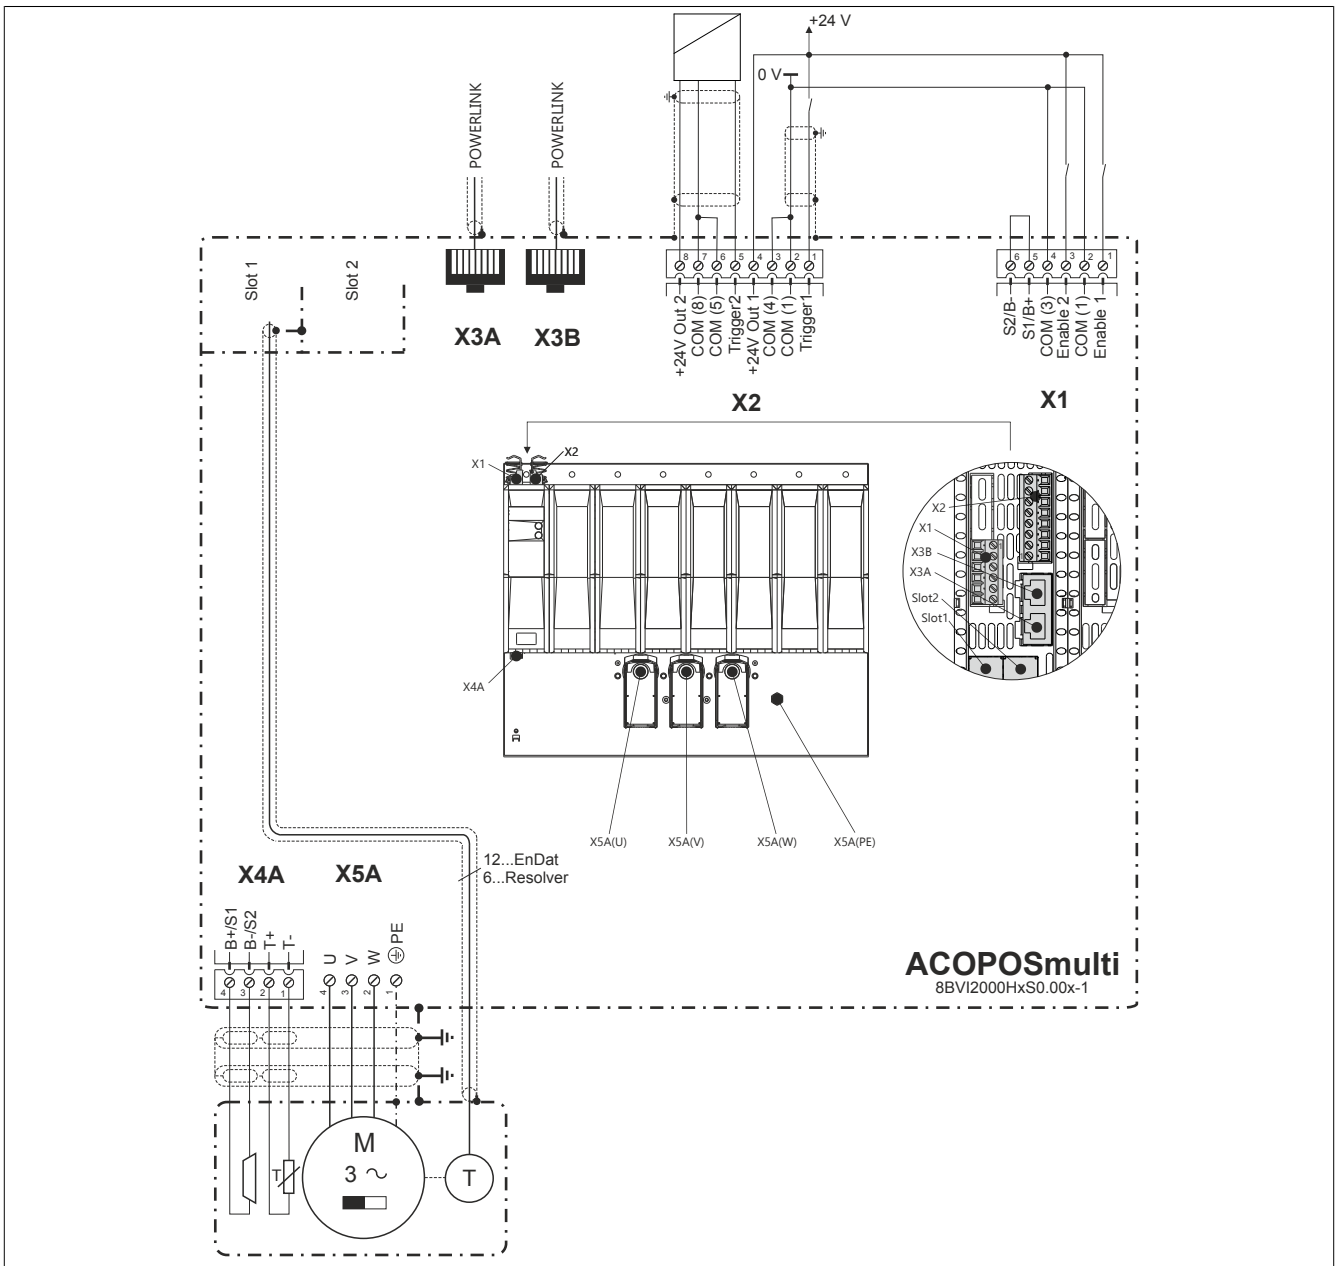 +24 V
0 V
POWERLINK
POWERLINK
Slot 1
Slot 2
8 7 6 5 4 3 2 1
6 5 4 3 2 1
+24V Out 2
COM (8)
COM (5)
Trigger2
+24V Out 1
COM (4)
COM (1)
Trigger1
S2/B-
S1/B+
COM (3)
Enable 2
COM (1)
Enable 1
X3A
X3B
X2
X1
X1
X2
X2
X1
X3B
X3A
Slot2
Slot1
X4A
X5A(U)
X5A(V)
X5A(W)
X5A(PE)
12...EnDat
6...Resolver
X4A
X5A
B+/S1
B-/S2
T+
T-
U
V
W
PE
4 3 2 1
4 3 2 1
ACOPOSmulti
8BVI2000HxS0.00x-1
M
3 ~
T
T